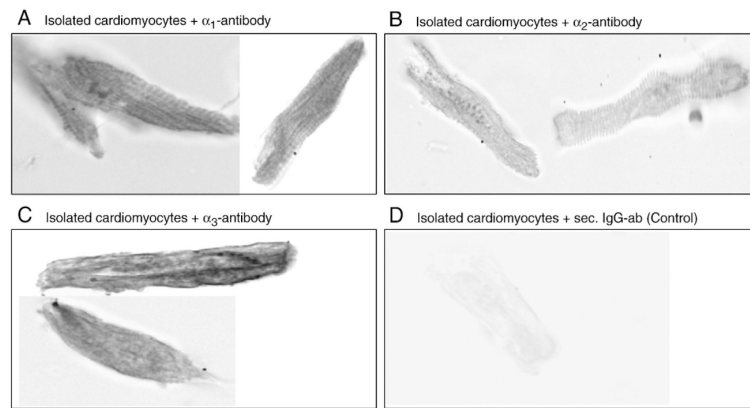 A Isolated cardiomyocytes + α₁-antibody
B Isolated cardiomyocytes + α₂-antibody
C Isolated cardiomyocytes + α₃-antibody
D Isolated cardiomyocytes + sec. IgG-ab (Control)